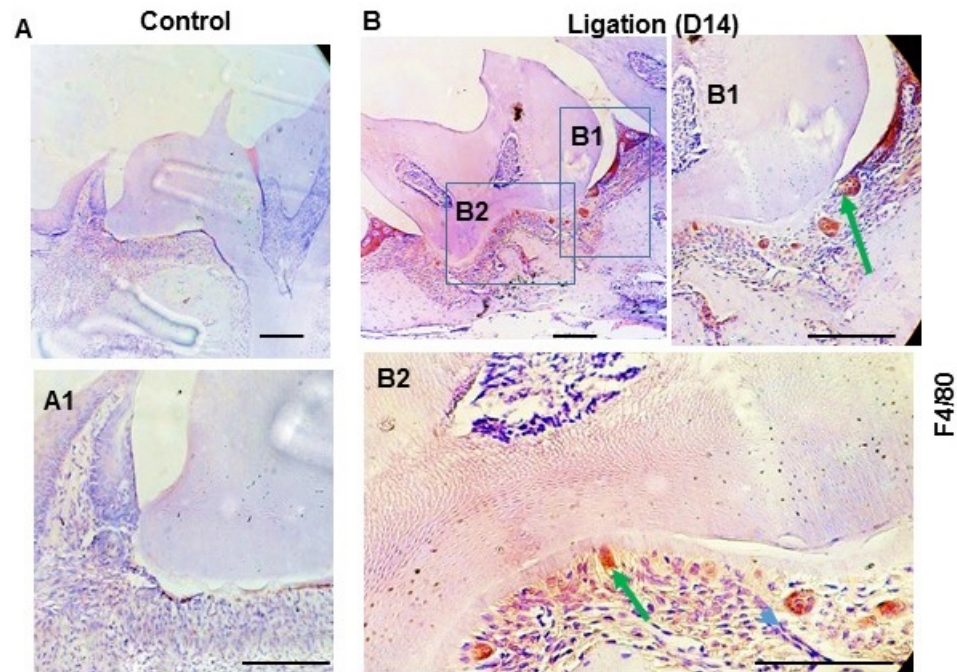 A
Control
B
Ligation (D14)
B1
B2
B1
A1
B2
F4/80